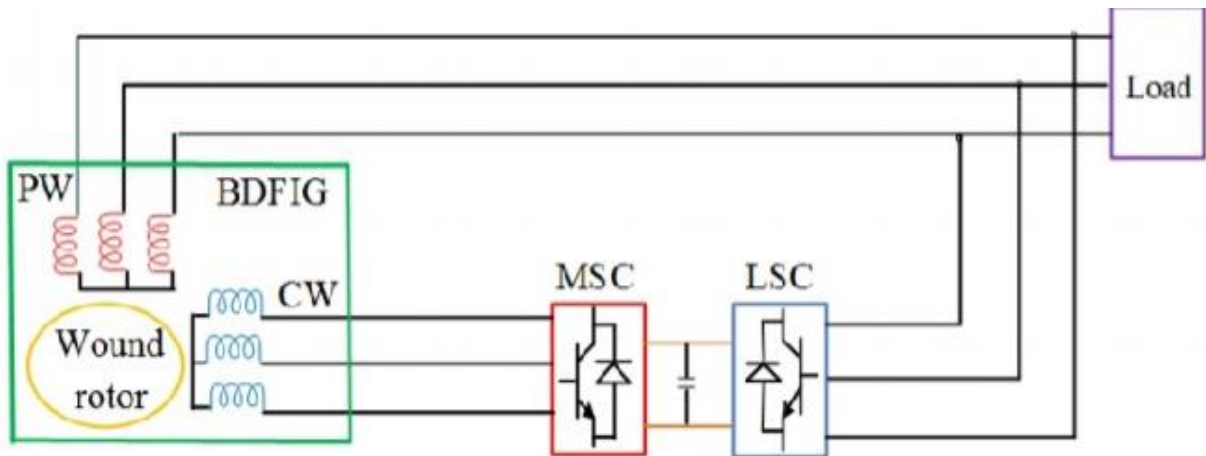 Load
PW
BDFIG
MSC
LSC
CW
Wound
rotor